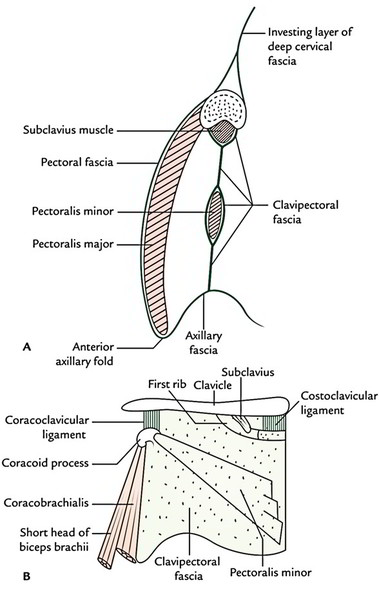 Investing layer of
deep cervical
fascia
Subclavius muscle
Pectoral fascia
Pectoralis minor
Clavipectoral
fascia
Pectoralis major
A
Anterior
axillary fold
Axillary
fascia
Subclavius
First rib
Clavicle
Costoclavicular
ligament
Coracoclavicular
ligament
Coracoid process
Coracobrachialis
Short head of
biceps brachii
Clavipectoral
fascia
Pectoralis minor
B